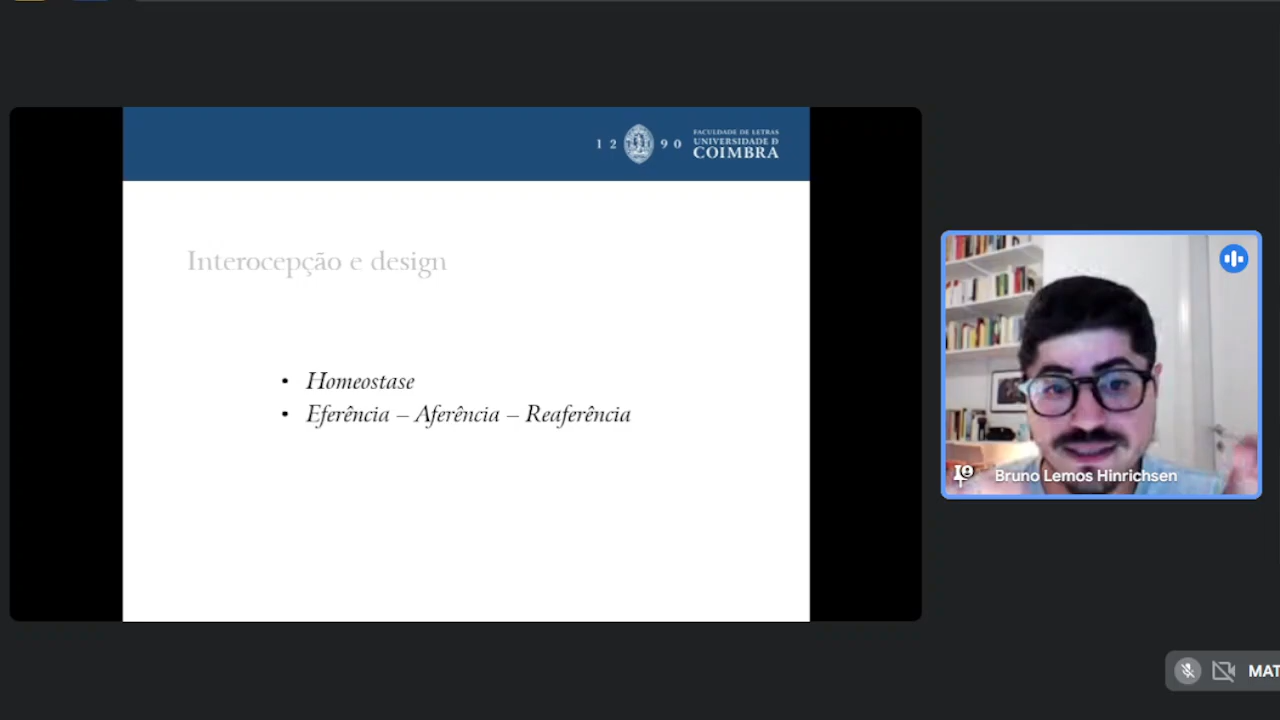 1 2 9 0
FACULDADE DE LETRAS
UNIVERSIDADE D
COIMBRA
Interocepção e design
• Homeostase
• Eferência – Aferência – Reaferência
Bruno Lemos Hinrichsen
MAT